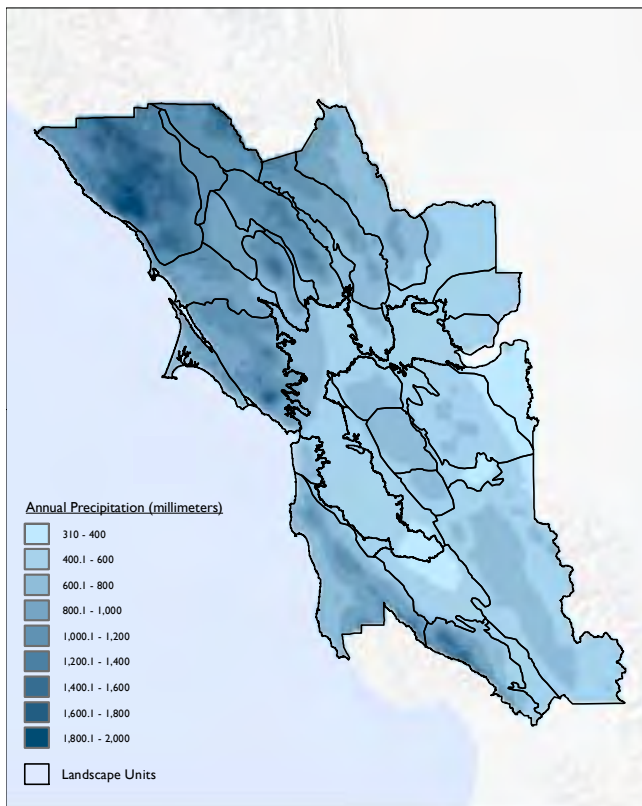 Annual Precipitation (millimeters)
310 - 400
400.1 - 600
600.1 - 800
800.1 - 1,000
1,000.1 - 1,200
1,200.1 - 1,400
1,400.1 - 1,600
1,600.1 - 1,800
1,800.1 - 2,000
Landscape Units